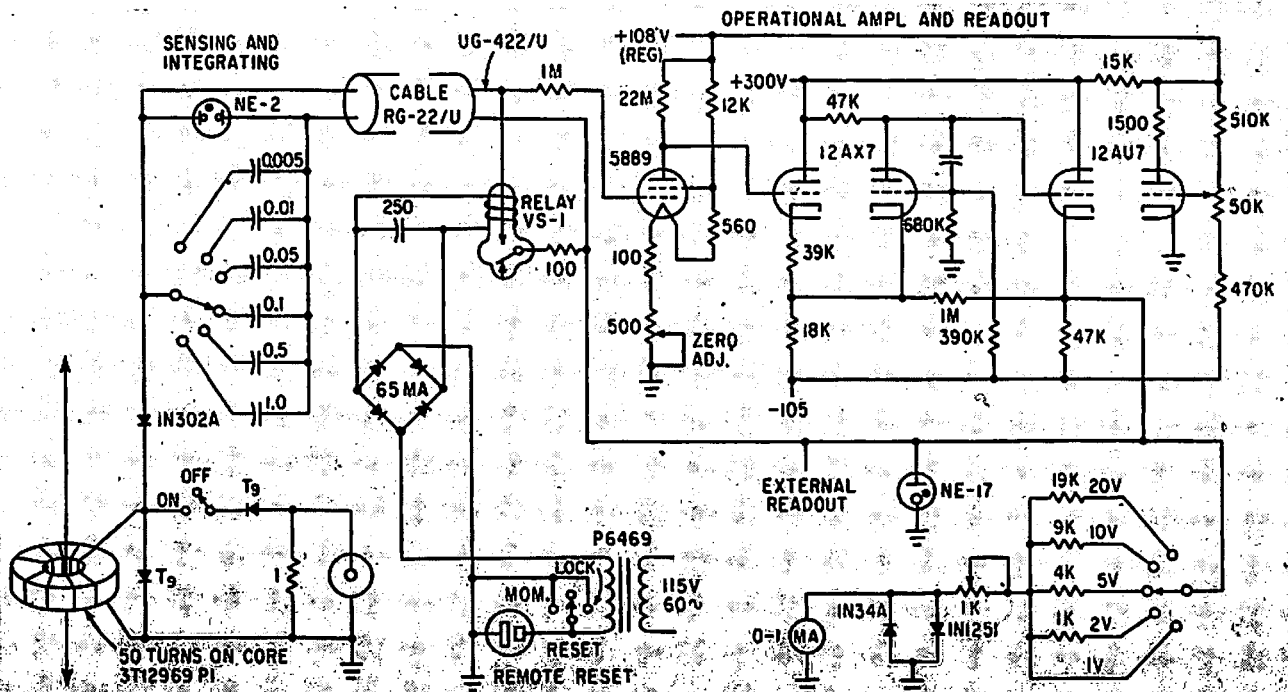 OPERATIONAL AMPL AND READOUT
SENSING AND
INTEGRATING
UG-422/U
+108 V
(REG)
1M
NE-2
CABLE
RG-22/U
22M
12K
+300V
47K
15K
1500
510K
5889
12AX7
12AU7
0.005
0.01
0.05
0.1
0.5
1.0
250
RELAY
VS-1
100
100
560
680K
50K
39K
500
ZERO
ADJ.
18K
1M
390K
47K
470K
65 MA
-105
IN302A
OFF
ON
T9
T9
1
EXTERNAL
READOUT
NE-17
19K
20V
9K
10V
4K
5V
1K
2V
1V
P6469
LOCK
MOM.
115V
60~
RESET
REMOTE RESET
IN34A
1K
IN1251
0-1
MA
50 TURNS ON CORE
3T12969 P1